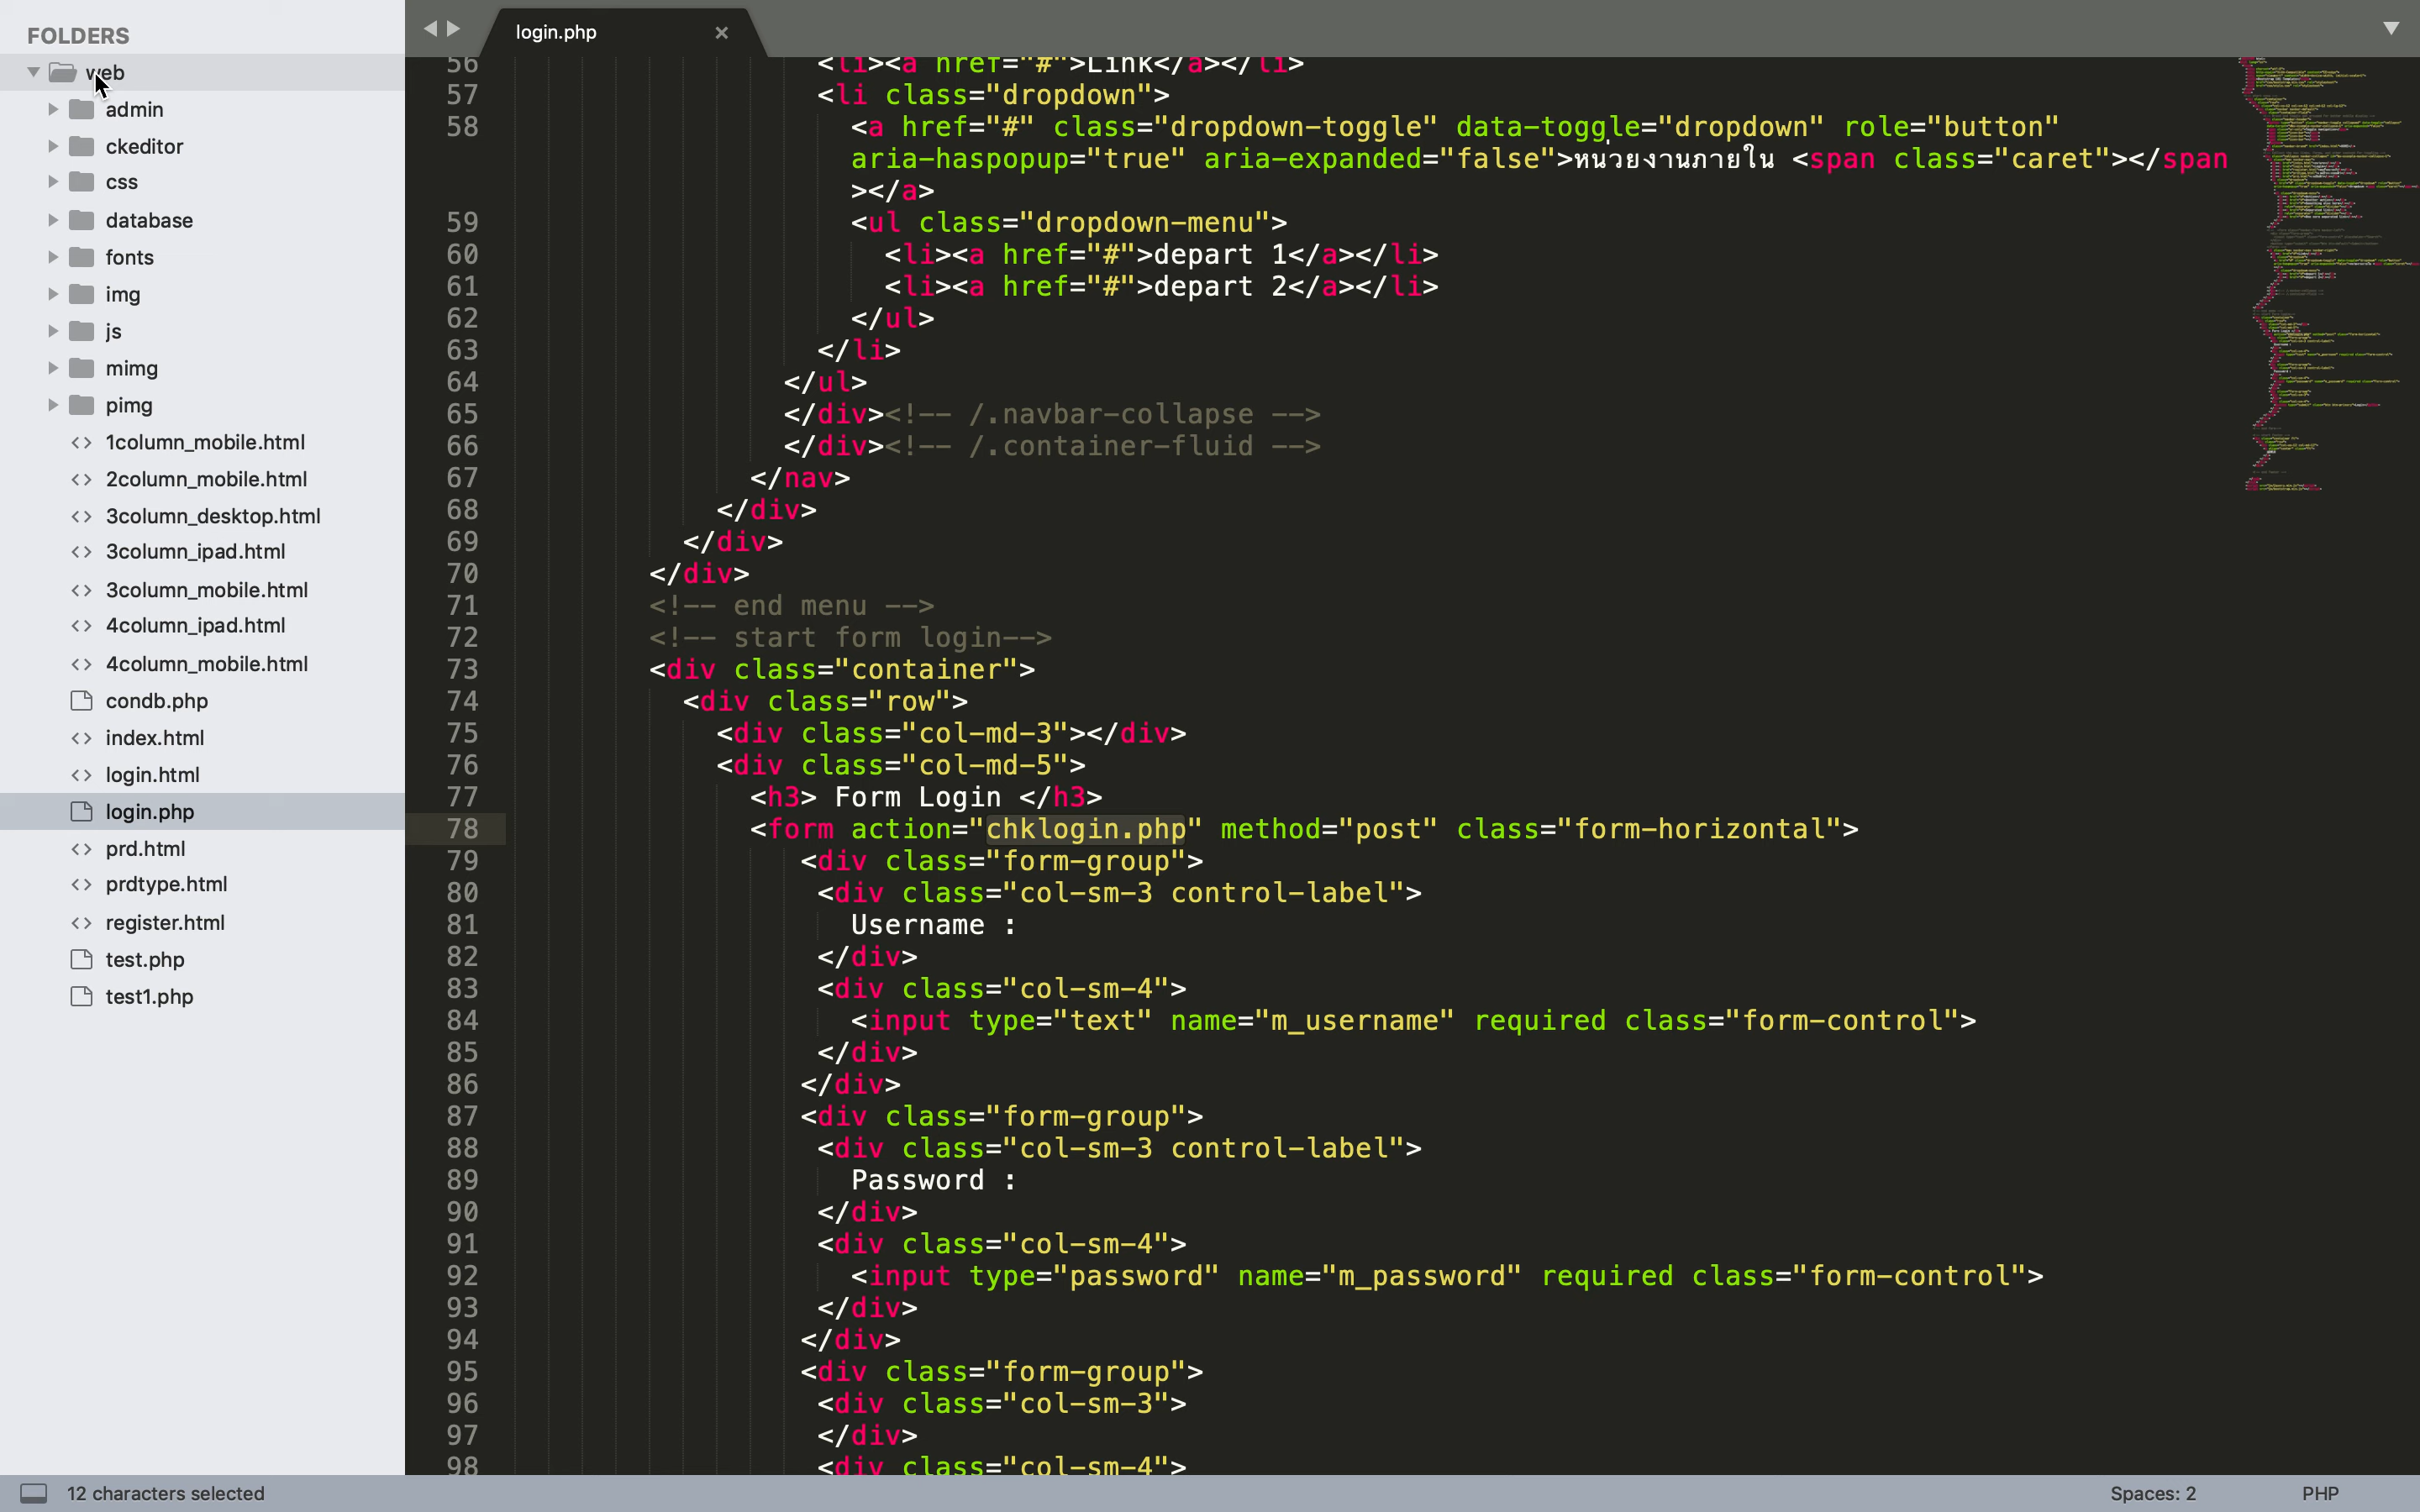 FOLDERS
web
admin
ckeditor
css
database
fonts
img
js
mimg
pimg
1column_mobile.html
2column_mobile.html
3column_desktop.html
3column_ipad.html
3column_mobile.html
4column_ipad.html
4column_mobile.html
condb.php
index.html
login.html
login.php
prd.html
prdtype.html
register.html
test.php
test1.php
login.php
56 <li><a href="#">Link</a></li>
57 <li class="dropdown">
58 <a href="#" class="dropdown-toggle" data-toggle="dropdown" role="button"
aria-haspopup="true" aria-expanded="false">หน่วยงานภายใน <span class="caret"></span
></a>
59 <ul class="dropdown-menu">
60 <li><a href="#">depart 1</a></li>
61 <li><a href="#">depart 2</a></li>
62 </ul>
63 </li>
64 </ul>
65 </div><!-- /.navbar-collapse -->
66 </div><!-- /.container-fluid -->
67 </nav>
68 </div>
69 </div>
70 </div>
71 <!-- end menu -->
72 <!-- start form login-->
73 <div class="container">
74 <div class="row">
75 <div class="col-md-3"></div>
76 <div class="col-md-5">
77 <h3> Form Login </h3>
78 <form action="chklogin.php" method="post" class="form-horizontal">
79 <div class="form-group">
80 <div class="col-sm-3 control-label">
81 Username :
82 </div>
83 <div class="col-sm-4">
84 <input type="text" name="m_username" required class="form-control">
85 </div>
86 </div>
87 <div class="form-group">
88 <div class="col-sm-3 control-label">
89 Password :
90 </div>
91 <div class="col-sm-4">
92 <input type="password" name="m_password" required class="form-control">
93 </div>
94 </div>
95 <div class="form-group">
96 <div class="col-sm-3">
97 </div>
98 <div class="col-sm-4">
12 characters selected
Spaces: 2
PHP